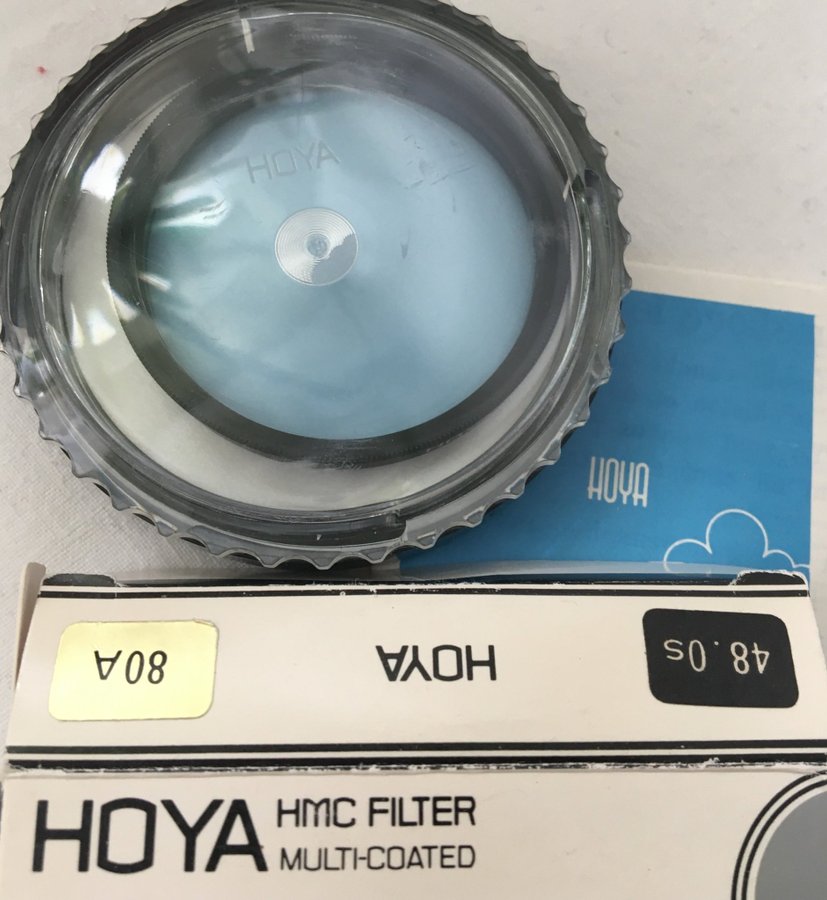 HOYA
HOYA
80A
HOYA
48.0s
HOYA
HMC FILTER
MULTI-COATED